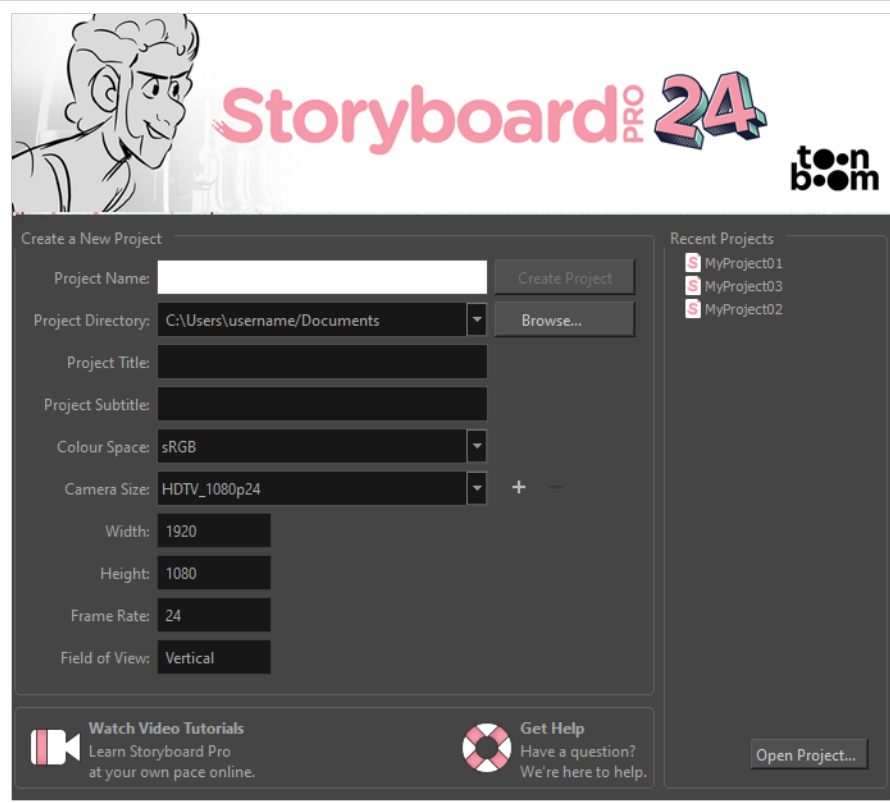 Storyboard PRO 24
toon
boom
Create a New Project
Project Name:
Create Project
Project Directory: C:\Users\username/Documents
Browse...
Project Title:
Project Subtitle:
Colour Space: sRGB
Camera Size: HDTV_1080p24
+ −
Width: 1920
Height: 1080
Frame Rate: 24
Field of View: Vertical
Watch Video Tutorials
Learn Storyboard Pro
at your own pace online.
Get Help
Have a question?
We're here to help.
Recent Projects
S MyProject01
S MyProject03
S MyProject02
Open Project...